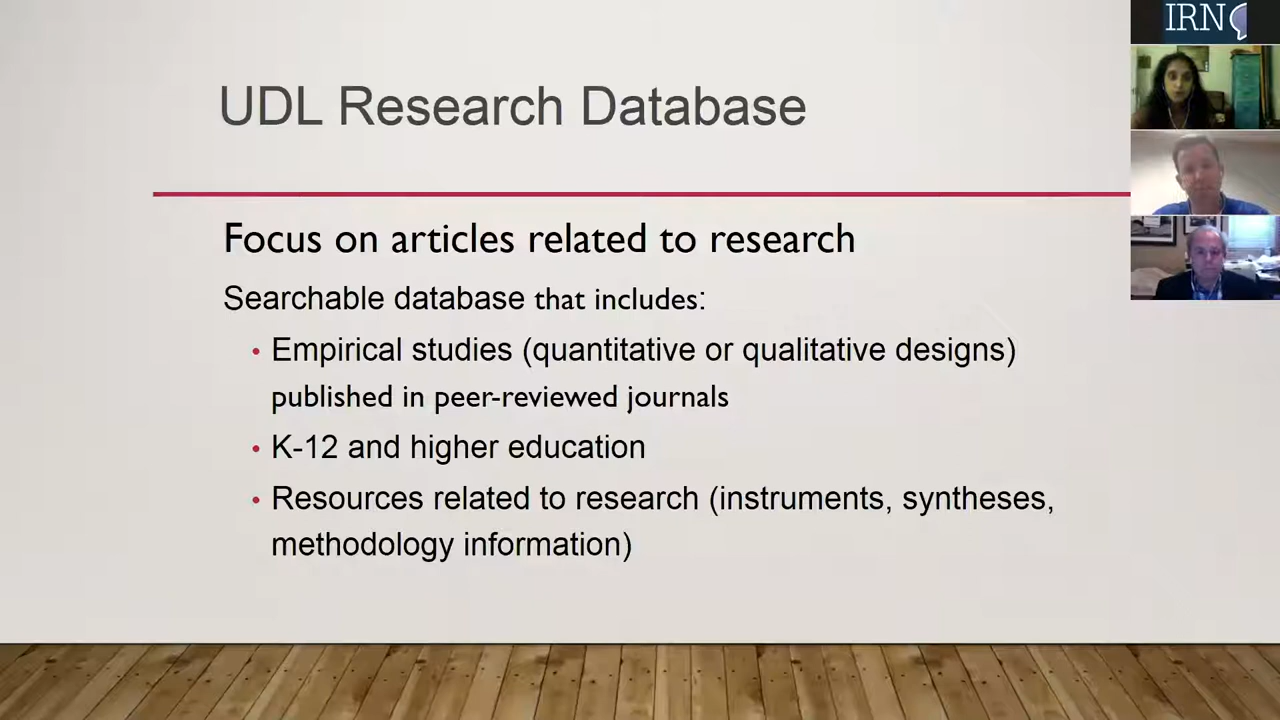 UDL Research Database
Focus on articles related to research
Searchable database that includes:
• Empirical studies (quantitative or qualitative designs)
published in peer-reviewed journals
• K-12 and higher education
• Resources related to research (instruments, syntheses,
methodology information)
IRN